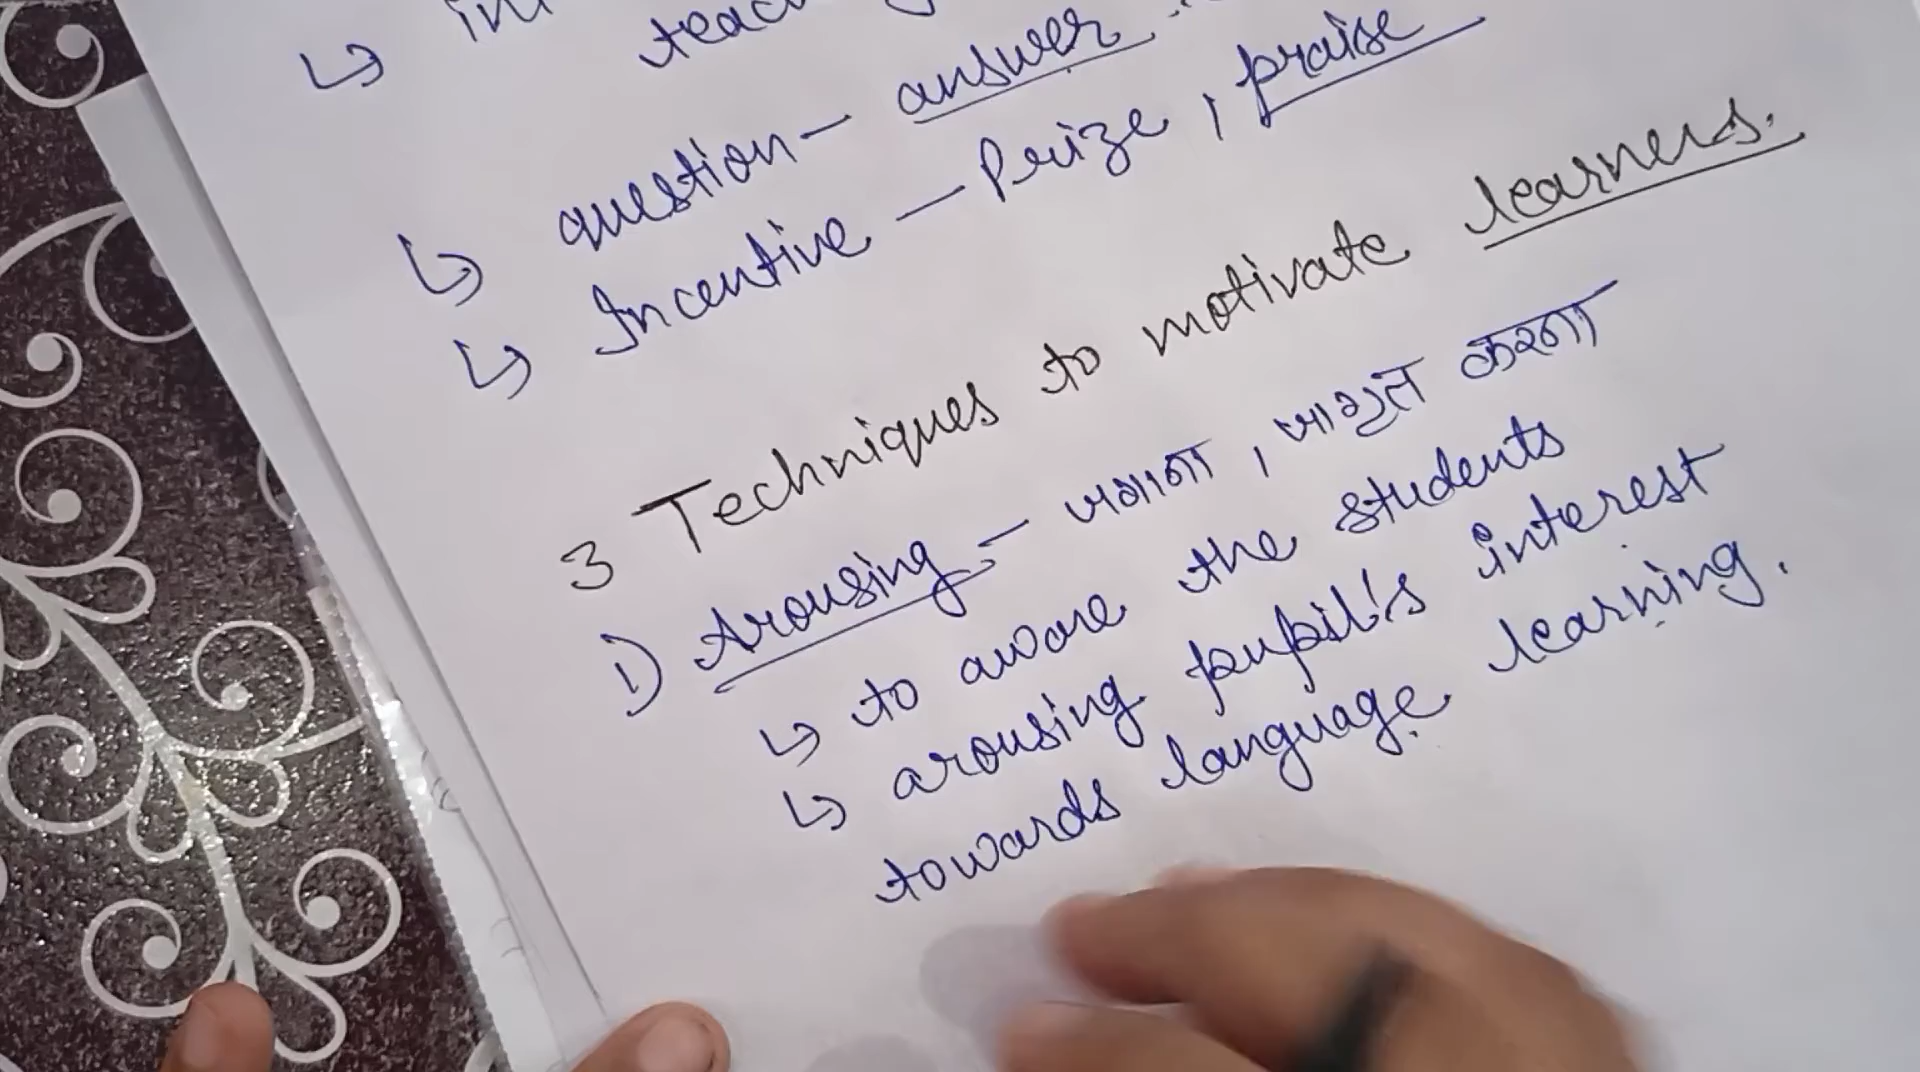 ↳
question - answer
↳ Incentive - Prize, praise
↳
3 Techniques to motivate learners.
1) Arousing - जगाना, जाग्रत करना
↳ to aware the students
↳ arousing pupil's interest
towards language learning.